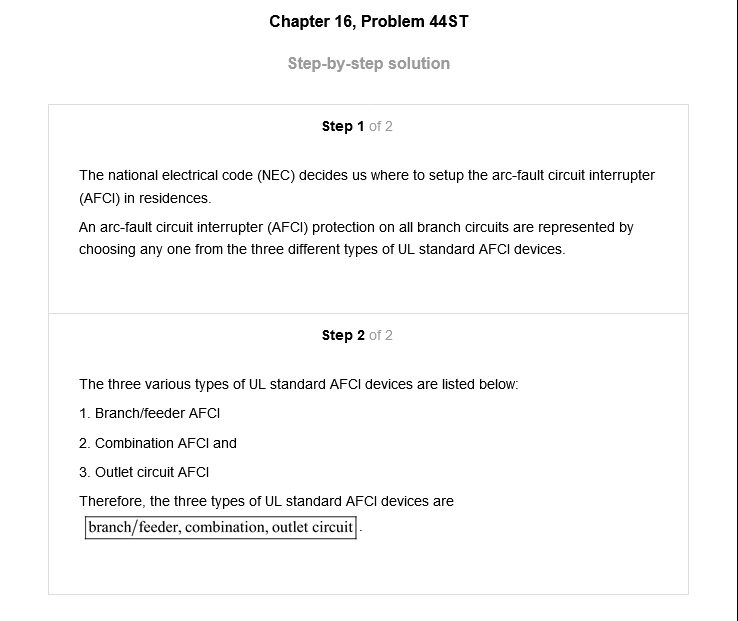 Chapter 16, Problem 44ST
Step-by-step solution
Step 1 of 2
The national electrical code (NEC) decides us where to setup the arc-fault circuit interrupter
(AFCI) in residences.
An arc-fault circuit interrupter (AFCI) protection on all branch circuits are represented by
choosing any one from the three different types of UL standard AFCI devices.
Step 2 of 2
The three various types of UL standard AFCI devices are listed below:
1. Branch/feeder AFCI
2. Combination AFCI and
3. Outlet circuit AFCI
Therefore, the three types of UL standard AFCI devices are
branch/feeder, combination, outlet circuit.